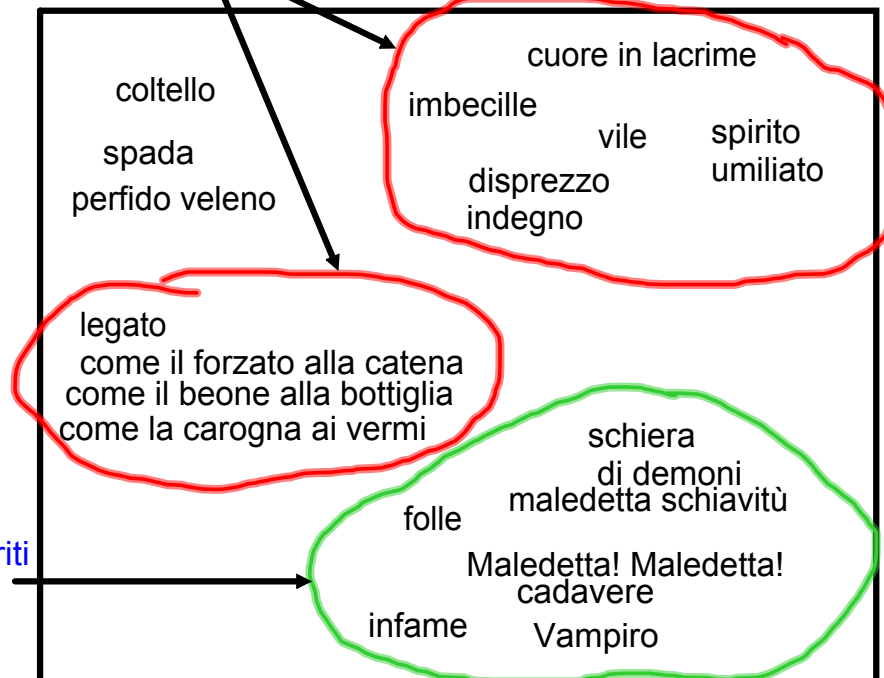 cuore in lacrime
coltello
imbecille
vile
spirito
umiliato
spada
disprezzo
indegno
perfido veleno
legato
come il forzato alla catena
come il beone alla bottiglia
come la carogna ai vermi
schiera
di demoni
maledetta schiavitù
folle
riti
Maledetta! Maledetta!
cadavere
infame
Vampiro